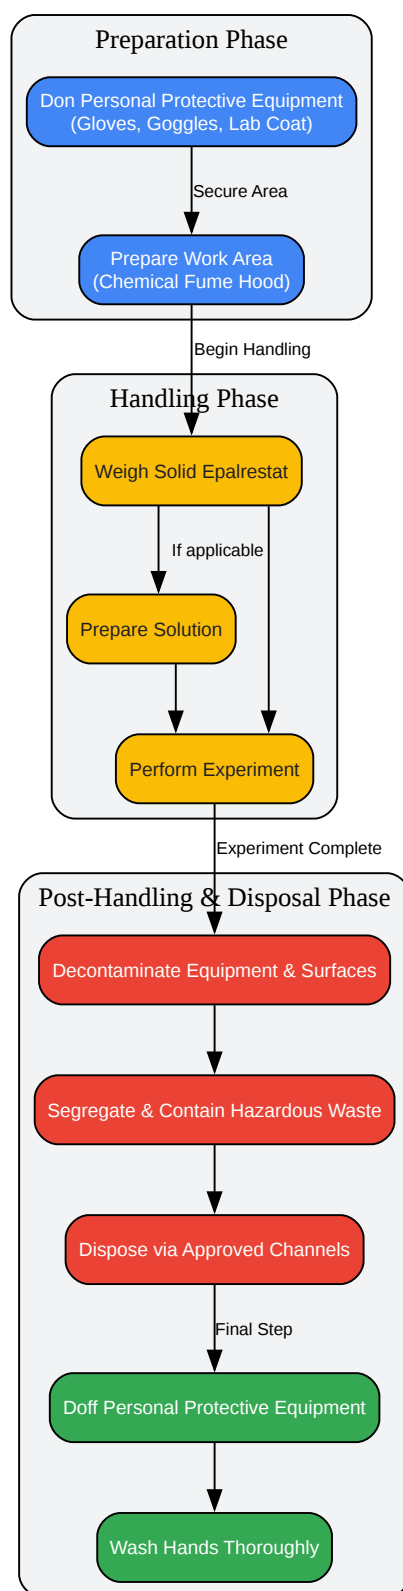 Preparation Phase
Don Personal Protective Equipment
(Gloves, Goggles, Lab Coat)
Secure Area
Prepare Work Area
(Chemical Fume Hood)
Begin Handling
Handling Phase
Weigh Solid Epalrestat
If applicable
Prepare Solution
Perform Experiment
Experiment Complete
Post-Handling & Disposal Phase
Decontaminate Equipment & Surfaces
Segregate & Contain Hazardous Waste
Dispose via Approved Channels
Final Step
Doff Personal Protective Equipment
Wash Hands Thoroughly